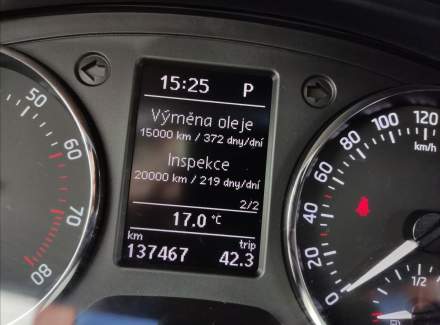 15:25 P
Výměna oleje
15000 km / 372 dny/dní
Inspekce
20000 km / 219 dny/dní
2/2
17.0 °C
km trip
137467 42.3
50
60
70
80
0
20
40
60
80
100
120
km/h
1/2